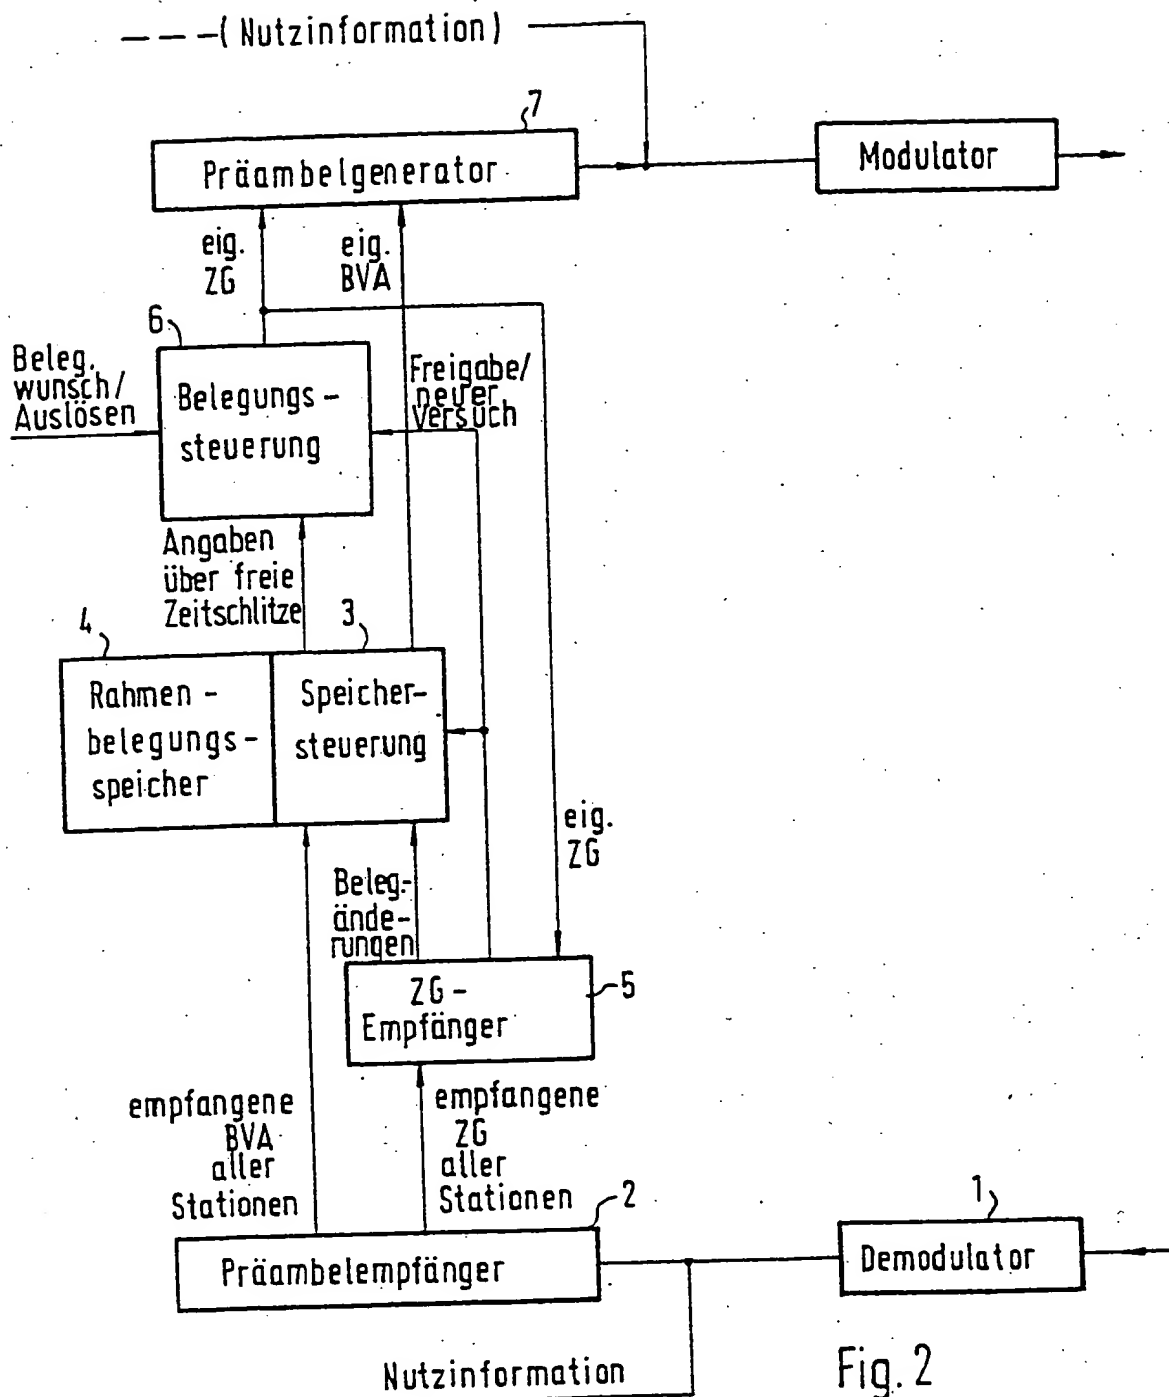 ---(Nutzinformation)
7
Präambelgenerator
Modulator
eig.
ZG
eig.
BVA
6
Beleg.
wunsch/
Auslösen
Belegungs-
steuerung
Freigabe/
neuer
Versuch
Angaben
über freie
Zeitschlitze
4
3
Rahmen-
belegungs-
speicher
Speicher-
steuerung
eig.
ZG
Beleg.-
ände-
rungen
ZG-
Empfänger
5
empfangene
BVA
aller
Stationen
empfangene
ZG
aller
Stationen
2
1
Präambelempfänger
Demodulator
Nutzinformation
Fig. 2